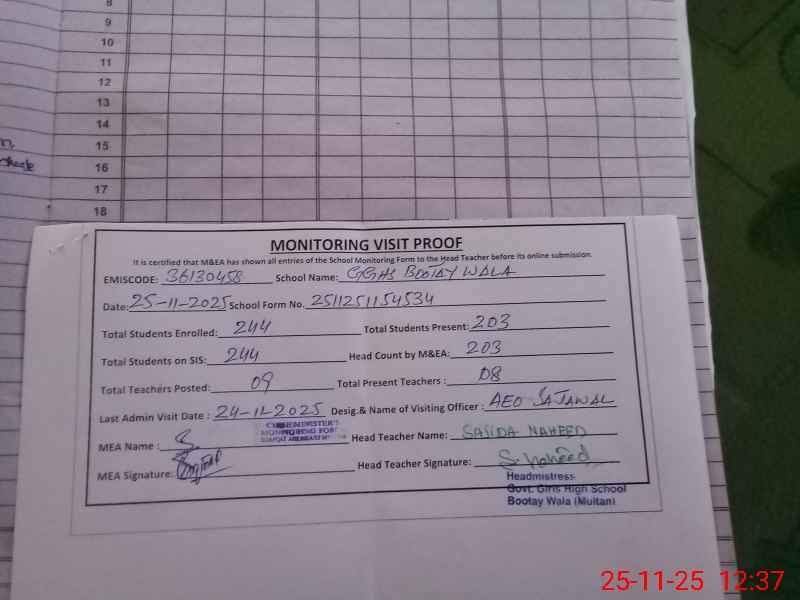 8
9
10
11
12
13
14
15
16
17
18
MONITORING VISIT PROOF
It is certified that M&EA has shown all entries of the School Monitoring Form to the Head Teacher before its online submission.
EMISCODE: 36130458 School Name: GGHS BOOTAY WALA
Date: 25-11-2025 School Form No. 2511251154534
Total Students Enrolled: 244 Total Students Present: 203
Total Students on SIS: 244 Head Count by M&EA: 203
Total Teachers Posted: 09 Total Present Teachers : 08
Last Admin Visit Date : 24-11-2025 Desig.& Name of Visiting Officer : AEO SAJAWAL
CHIEF MINISTER'S
MONITORING FORCE
MEA Name : Head Teacher Name: SAJIDA NAHEED
MEA Signature: Head Teacher Signature: S. Naheed
Headmistress
Govt. Girls High School
Bootay Wala (Multan)
25-11-25 12:37